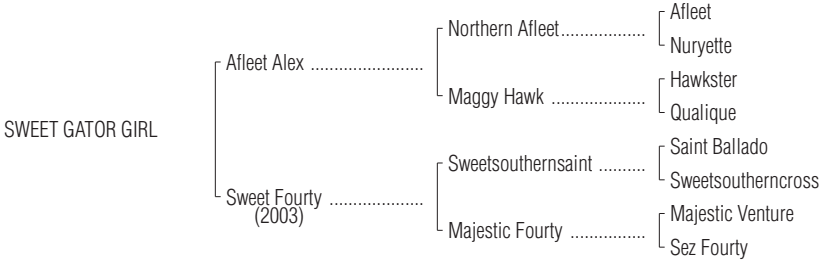 Afleet
Northern Afleet...................
Nuryette
Afleet Alex ........................
Hawkster
Maggy Hawk ....................
Qualique
SWEET GATOR GIRL
Saint Ballado
Sweetsouthernsaint ..........
Sweetsoutherncross
Sweet Fourty ....................
(2003)
Majestic Venture
Majestic Fourty ................
Sez Fourty